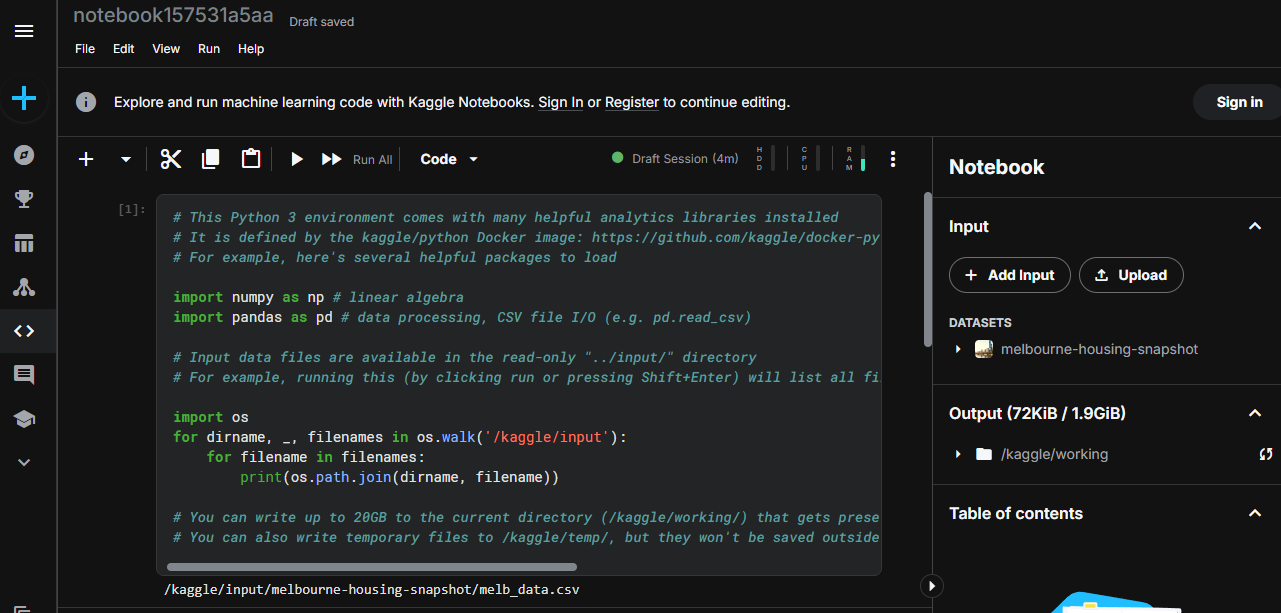 notebook157531a5aa Draft saved
File Edit View Run Help
Explore and run machine learning code with Kaggle Notebooks. Sign In or Register to continue editing.
Sign in
Run All Code Draft Session (4m) HDD CPU RAM
[1]:
# This Python 3 environment comes with many helpful analytics libraries installed
# It is defined by the kaggle/python Docker image: https://github.com/kaggle/docker-py
# For example, here's several helpful packages to load
import numpy as np # linear algebra
import pandas as pd # data processing, CSV file I/O (e.g. pd.read_csv)
# Input data files are available in the read-only "../input/" directory
# For example, running this (by clicking run or pressing Shift+Enter) will list all fi
import os
for dirname, _, filenames in os.walk('/kaggle/input'):
    for filename in filenames:
        print(os.path.join(dirname, filename))
# You can write up to 20GB to the current directory (/kaggle/working/) that gets prese
# You can also write temporary files to /kaggle/temp/, but they won't be saved outside
/kaggle/input/melbourne-housing-snapshot/melb_data.csv
Notebook
Input
Add Input Upload
DATASETS
melbourne-housing-snapshot
Output (72KiB / 1.9GiB)
/kaggle/working
Table of contents